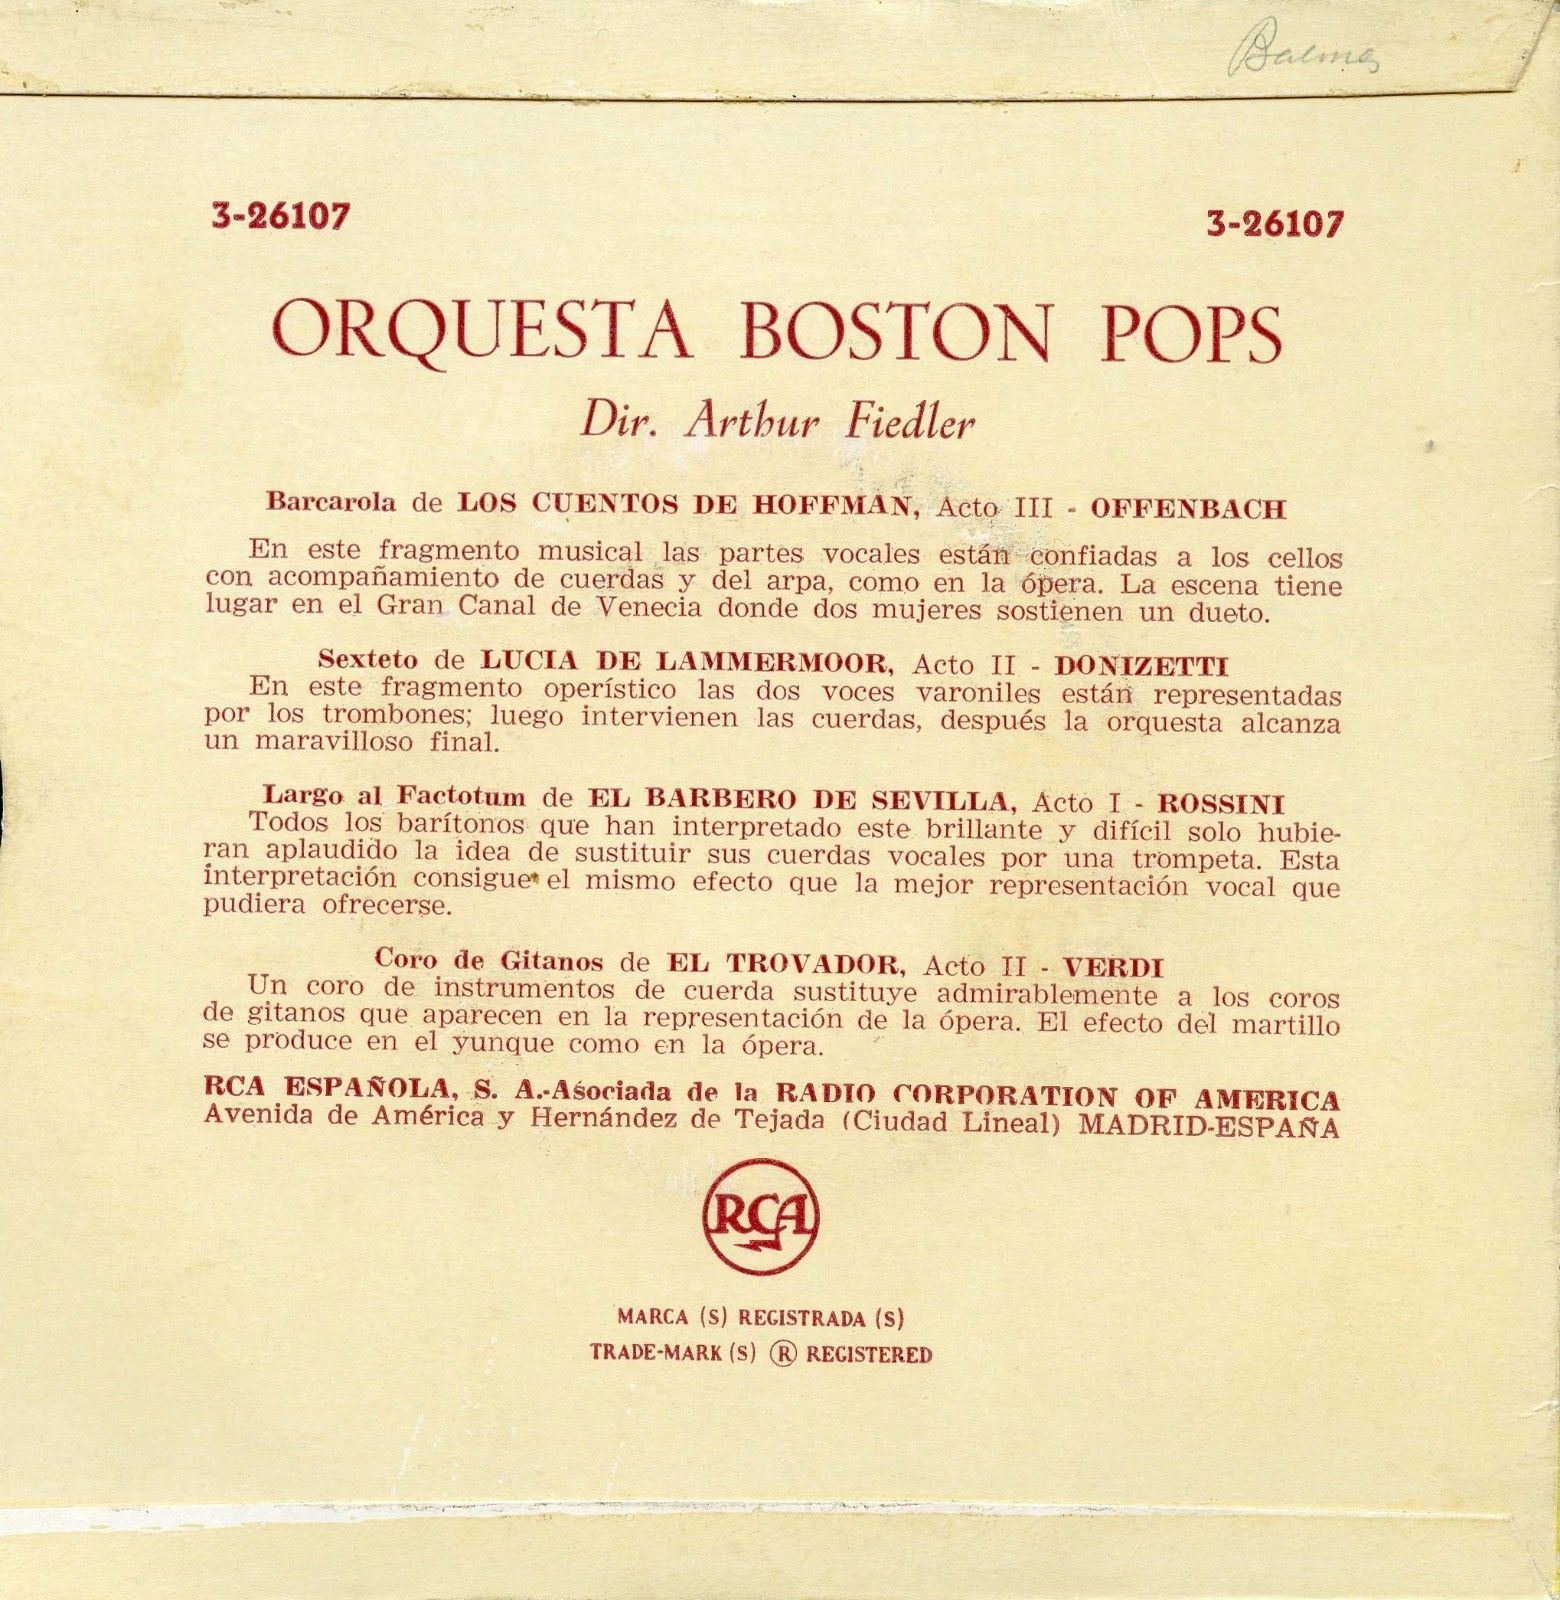 Balmes
3-26107 3-26107
ORQUESTA BOSTON POPS
Dir. Arthur Fiedler
Barcarola de LOS CUENTOS DE HOFFMAN, Acto III - OFFENBACH
En este fragmento musical las partes vocales están confiadas a los cellos
con acompañamiento de cuerdas y del arpa, como en la ópera. La escena tiene
lugar en el Gran Canal de Venecia donde dos mujeres sostienen un dueto.
Sexteto de LUCIA DE LAMMERMOOR, Acto II - DONIZETTI
En este fragmento operístico las dos voces varoniles están representadas
por los trombones; luego intervienen las cuerdas, después la orquesta alcanza
un maravilloso final.
Largo al Factotum de EL BARBERO DE SEVILLA, Acto I - ROSSINI
Todos los barítonos que han interpretado este brillante y difícil solo hubie-
ran aplaudido la idea de sustituir sus cuerdas vocales por una trompeta. Esta
interpretación consigue el mismo efecto que la mejor representación vocal que
pudiera ofrecerse.
Coro de Gitanos de EL TROVADOR, Acto II - VERDI
Un coro de instrumentos de cuerda sustituye admirablemente a los coros
de gitanos que aparecen en la representación de la ópera. El efecto del martillo
se produce en el yunque como en la ópera.
RCA ESPAÑOLA, S. A.-Asociada de la RADIO CORPORATION OF AMERICA
Avenida de América y Hernández de Tejada (Ciudad Lineal) MADRID-ESPAÑA
RCA
MARCA (S) REGISTRADA (S)
TRADE-MARK (S) ® REGISTERED